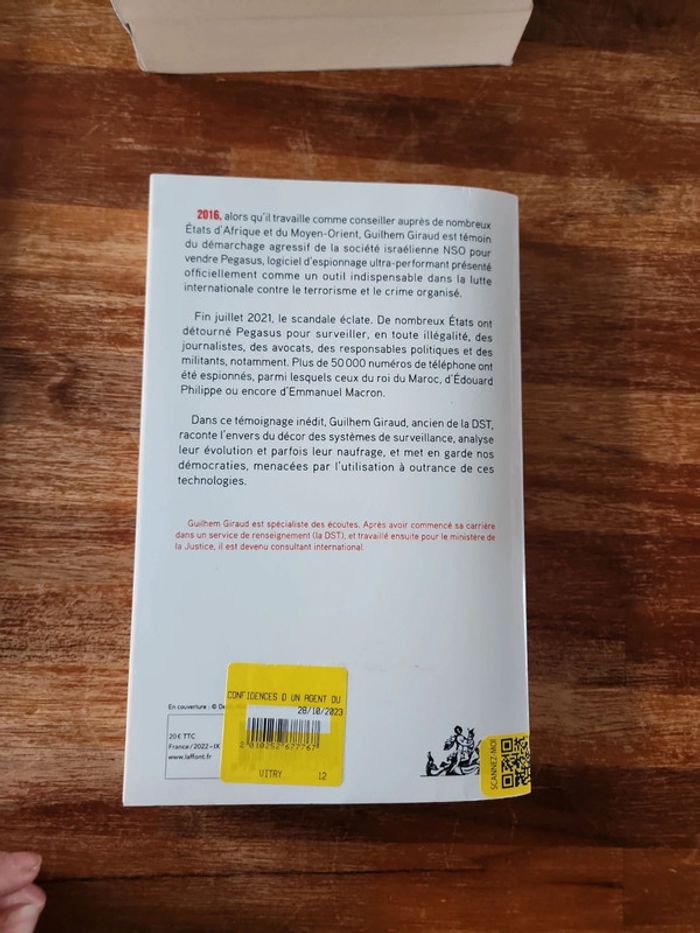 2016, alors qu'il travaille comme conseiller auprès de nombreux
États d'Afrique et du Moyen-Orient, Guilhem Giraud est témoin
du démarchage agressif de la société israélienne NSO pour
vendre Pegasus, logiciel d'espionnage ultra-performant présenté
officiellement comme un outil indispensable dans la lutte
internationale contre le terrorisme et le crime organisé.
Fin juillet 2021, le scandale éclate. De nombreux États ont
détourné Pegasus pour surveiller, en toute illégalité, des
journalistes, des avocats, des responsables politiques et des
militants, notamment. Plus de 50 000 numéros de téléphone ont
été espionnés, parmi lesquels ceux du roi du Maroc, d'Édouard
Philippe ou encore d'Emmanuel Macron.
Dans ce témoignage inédit, Guilhem Giraud, ancien de la DST,
raconte l'envers du décor des systèmes de surveillance, analyse
leur évolution et parfois leur naufrage, et met en garde nos
démocraties, menacées par l'utilisation à outrance de ces
technologies.
Guilhem Giraud est spécialiste des écoutes. Après avoir commencé sa carrière
dans un service de renseignement (la DST), et travaillé ensuite pour le ministère de
la Justice, il est devenu consultant international.
En couverture : ©
20 € TTC
France / 2022 – IX
www.laffont.fr
CONFIDENCES D UN AGENT DU
28/10/2023
2 010252 677767
VITRY 12
SCANNEZ-MOI